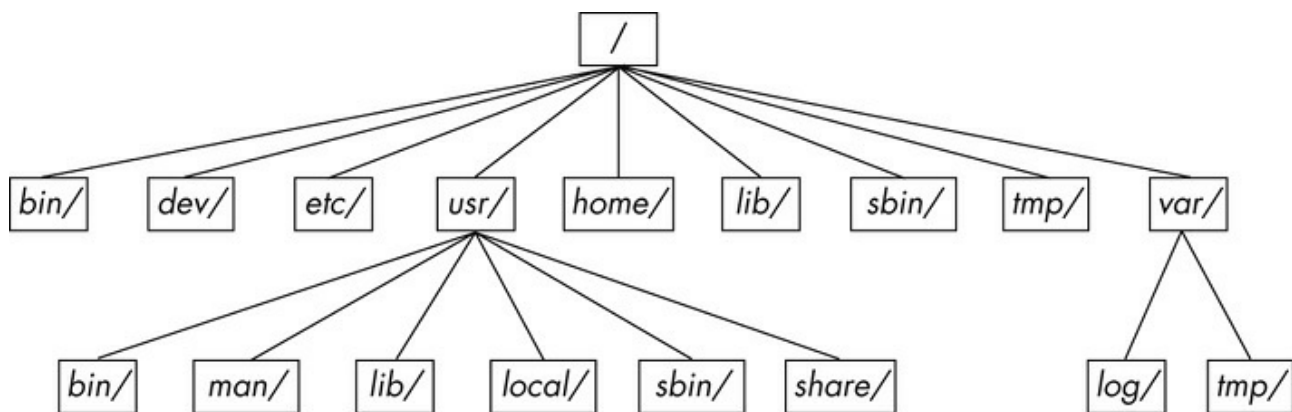 /
bin/ dev/ etc/ usr/ home/ lib/ sbin/ tmp/ var/
bin/ man/ lib/ local/ sbin/ share/ log/ tmp/